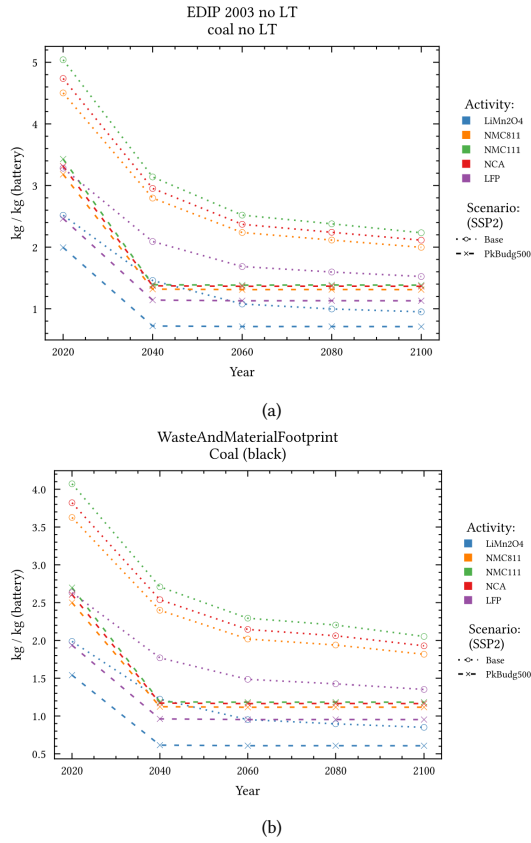 EDIP 2003 no LT
coal no LT
5
4
3
2
1
kg / kg (battery)
2020 2040 2060 2080 2100
Year
Activity:
LiMn2O4
NMC811
NMC111
NCA
LFP
Scenario:
(SSP2)
Base
PkBudg500
(a)
WasteAndMaterialFootprint
Coal (black)
4.0
3.5
3.0
2.5
2.0
1.5
1.0
0.5
kg / kg (battery)
2020 2040 2060 2080 2100
Year
Activity:
LiMn2O4
NMC811
NMC111
NCA
LFP
Scenario:
(SSP2)
Base
PkBudg500
(b)